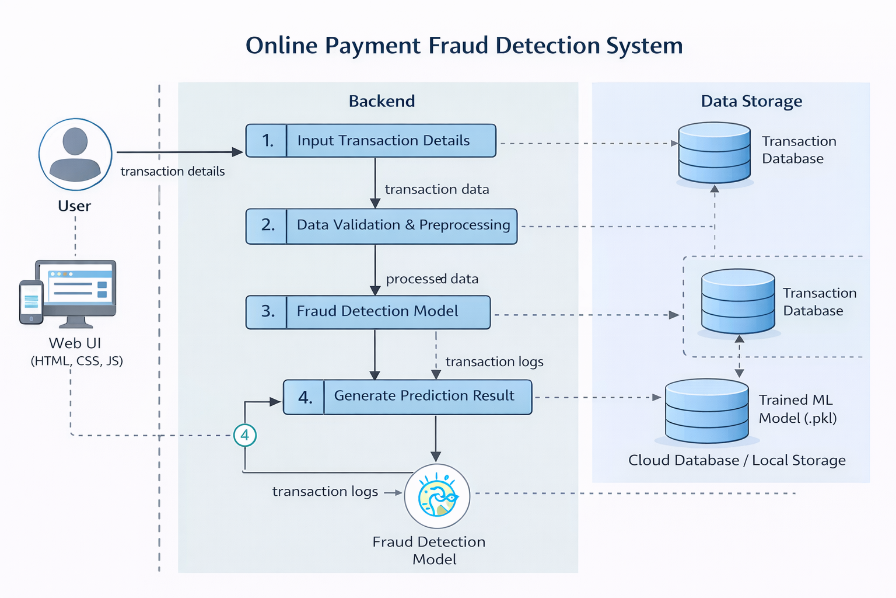 Online Payment Fraud Detection System
Backend
Data Storage
1. Input Transaction Details
Transaction
Database
transaction details
User
transaction data
2. Data Validation & Preprocessing
processed data
Transaction
Database
3. Fraud Detection Model
Web UI
(HTML, CSS, JS)
transaction logs
4. Generate Prediction Result
Trained ML
Model (.pkl)
4
Cloud Database / Local Storage
transaction logs
Fraud Detection
Model